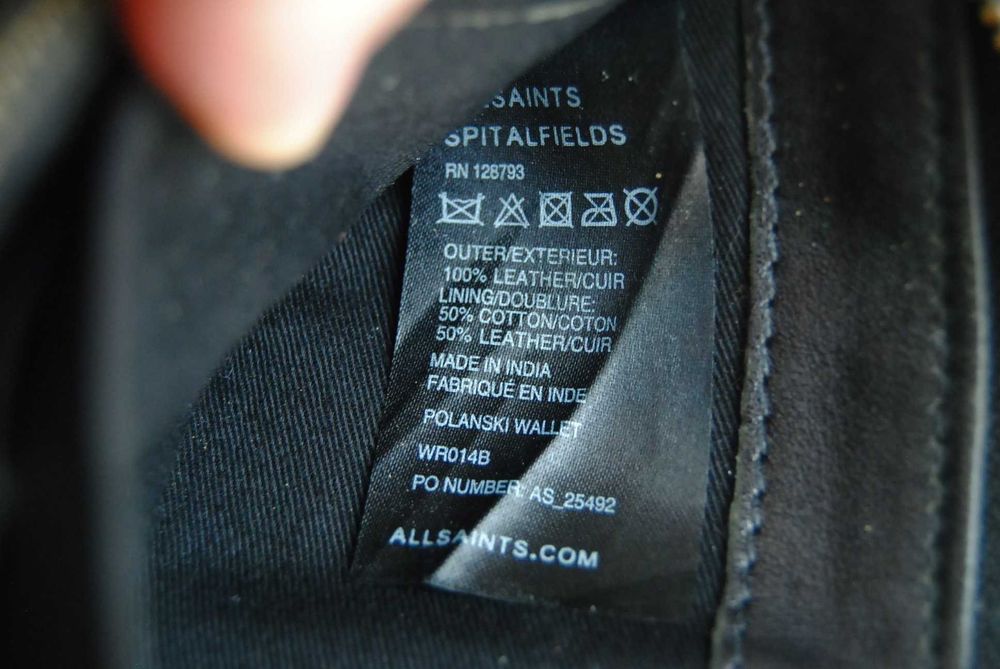 SAINTS
SPITALFIELDS
RN 128793
OUTER/EXTERIEUR:
100% LEATHER/CUIR
LINING/DOUBLURE:
50% COTTON/COTON
50% LEATHER/CUIR
MADE IN INDIA
FABRIQUÉ EN INDE
POLANSKI WALLET
WR014B
PO NUMBER: AS_25492
ALLSAINTS.COM